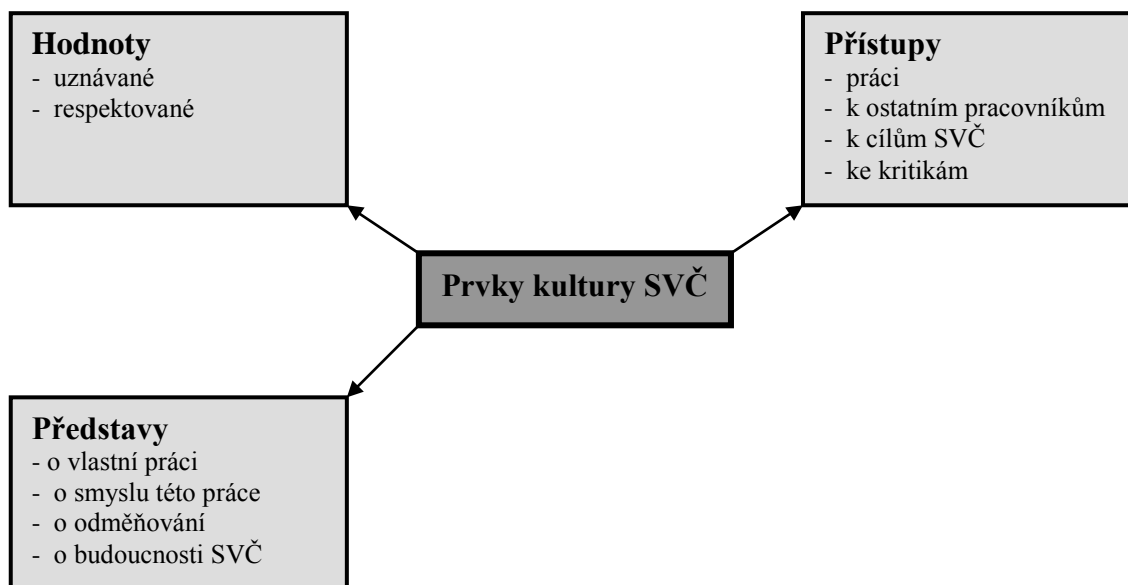 Hodnoty
- uznávané
- respektované
Přístupy
- práci
- k ostatním pracovníkům
- k cílům SVČ
- ke kritikám
Prvky kultury SVČ
Představy
- o vlastní práci
- o smyslu této práce
- o odměňování
- o budoucnosti SVČ